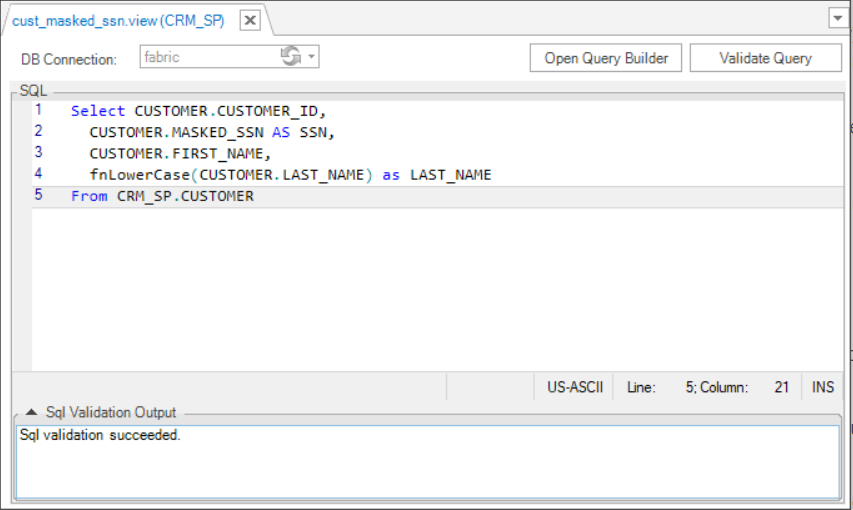 cust_masked_ssn.view (CRM_SP)
DB Connection: fabric Open Query Builder Validate Query
SQL
1 Select CUSTOMER.CUSTOMER_ID,
2 CUSTOMER.MASKED_SSN AS SSN,
3 CUSTOMER.FIRST_NAME,
4 fnLowerCase(CUSTOMER.LAST_NAME) as LAST_NAME
5 From CRM_SP.CUSTOMER
US-ASCII Line: 5; Column: 21 INS
Sql Validation Output
Sql validation succeeded.